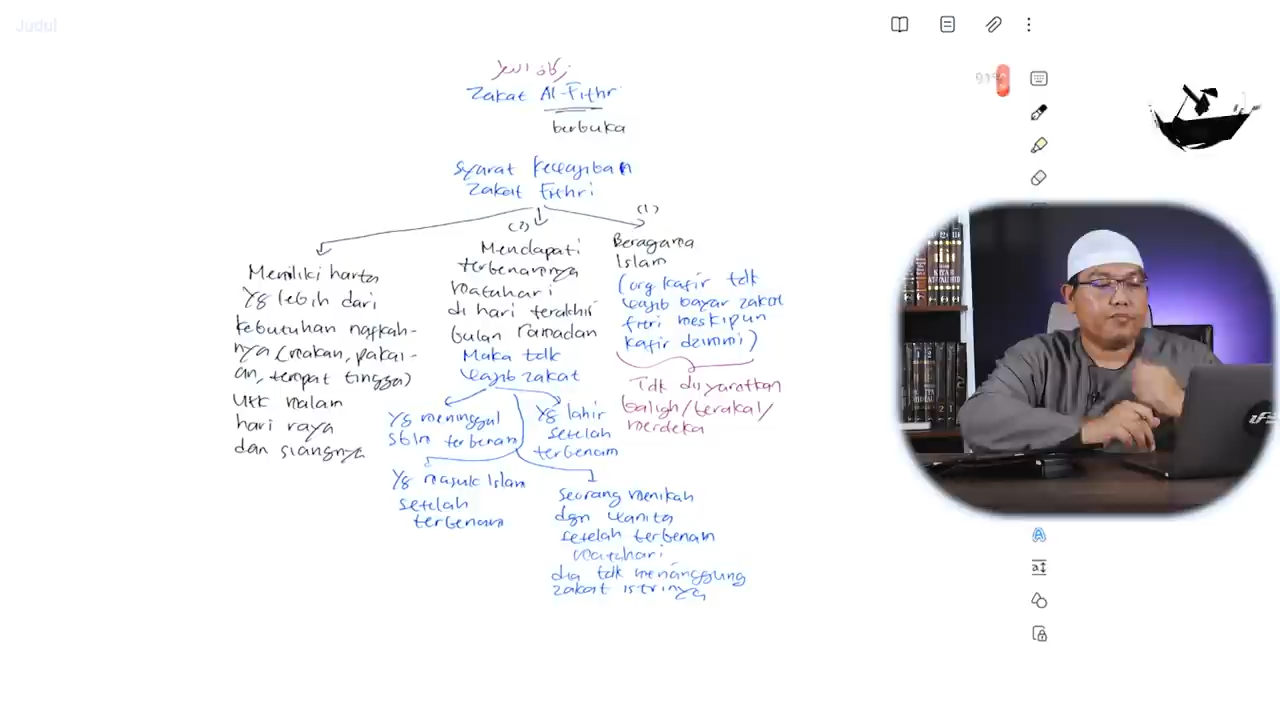 Judul
زكاة الفطر
Zakat Al-Fithr
berbuka
Syarat Kewajiban
Zakat Fithri
(1)
Beragama
Islam
(org kafir tdk
wajib bayar zakat
fitri meskipun
kafir dzimmi)
Tdk disyaratkan
baligh/berakal/
merdeka
(2)
Mendapati
terbenamnya
matahari
di hari terakhir
bulan ramadan
Maka tdk
wajib zakat
Yg lahir
setelah
terbenam
Yg meninggal
sblm terbenam
Yg masuk Islam
setelah
terbenam
seorang menikah
dgn wanita
setelah terbenam
matahari
dia tdk menanggung
zakat istrinya
Memiliki harta
Yg lebih dari
kebutuhan nafkah-
nya (makan, pakai-
an, tempat tinggal)
utk malam
hari raya
dan siangnya